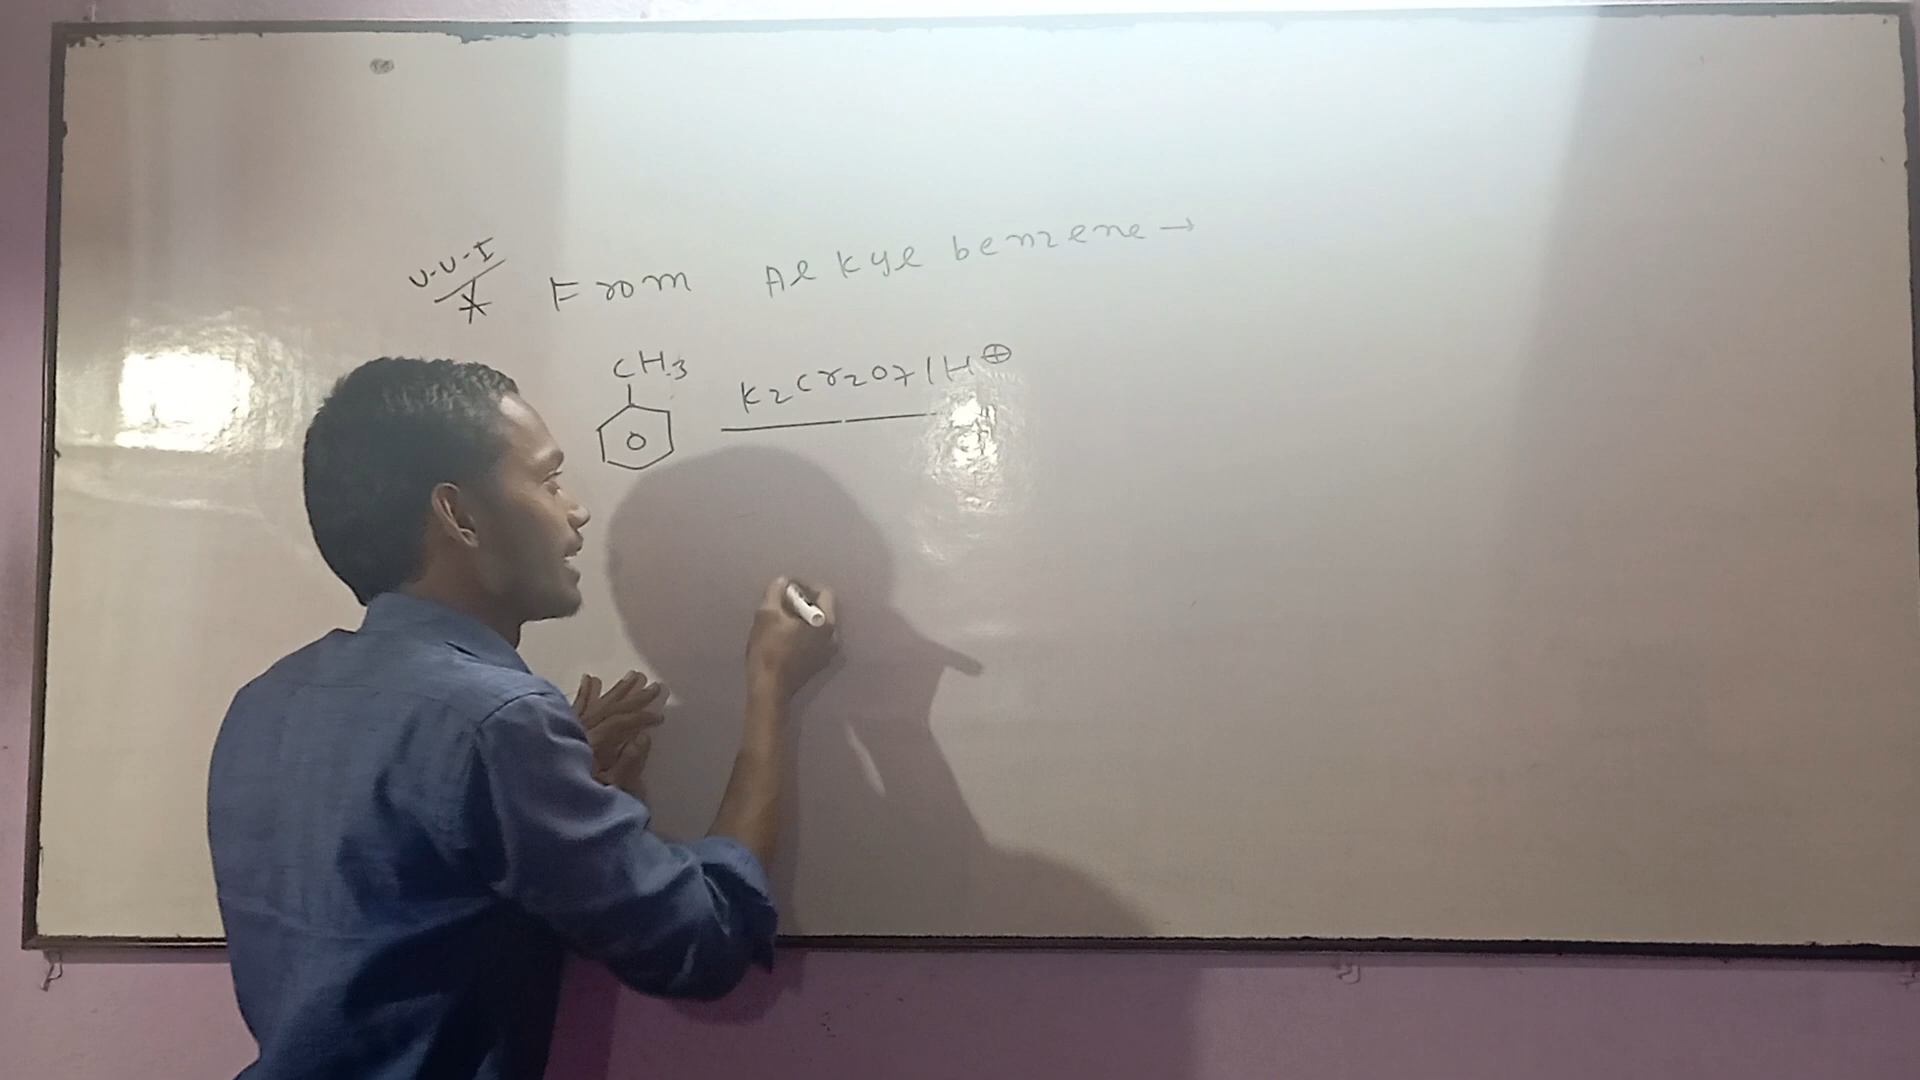 V-V-I
From Alkyl benzene →
CH3
K2Cr2O7/H⊕